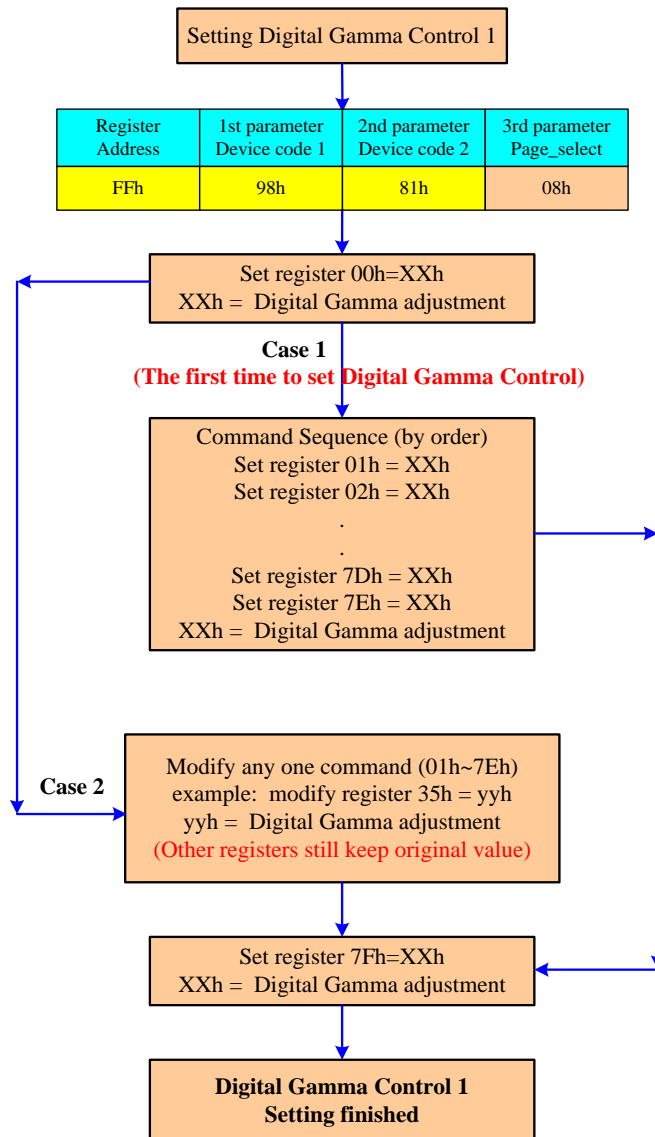 Setting Digital Gamma Control 1
Register Address
1st parameter Device code 1
2nd parameter Device code 2
3rd parameter Page_select
FFh
98h
81h
08h
Set register 00h=XXh
XXh = Digital Gamma adjustment
Case 1
(The first time to set Digital Gamma Control)
Command Sequence (by order)
Set register 01h = XXh
Set register 02h = XXh
.
.
Set register 7Dh = XXh
Set register 7Eh = XXh
XXh = Digital Gamma adjustment
Case 2
Modify any one command (01h~7Eh)
example: modify register 35h = yyh
yyh = Digital Gamma adjustment
(Other registers still keep original value)
Set register 7Fh=XXh
XXh = Digital Gamma adjustment
Digital Gamma Control 1
Setting finished